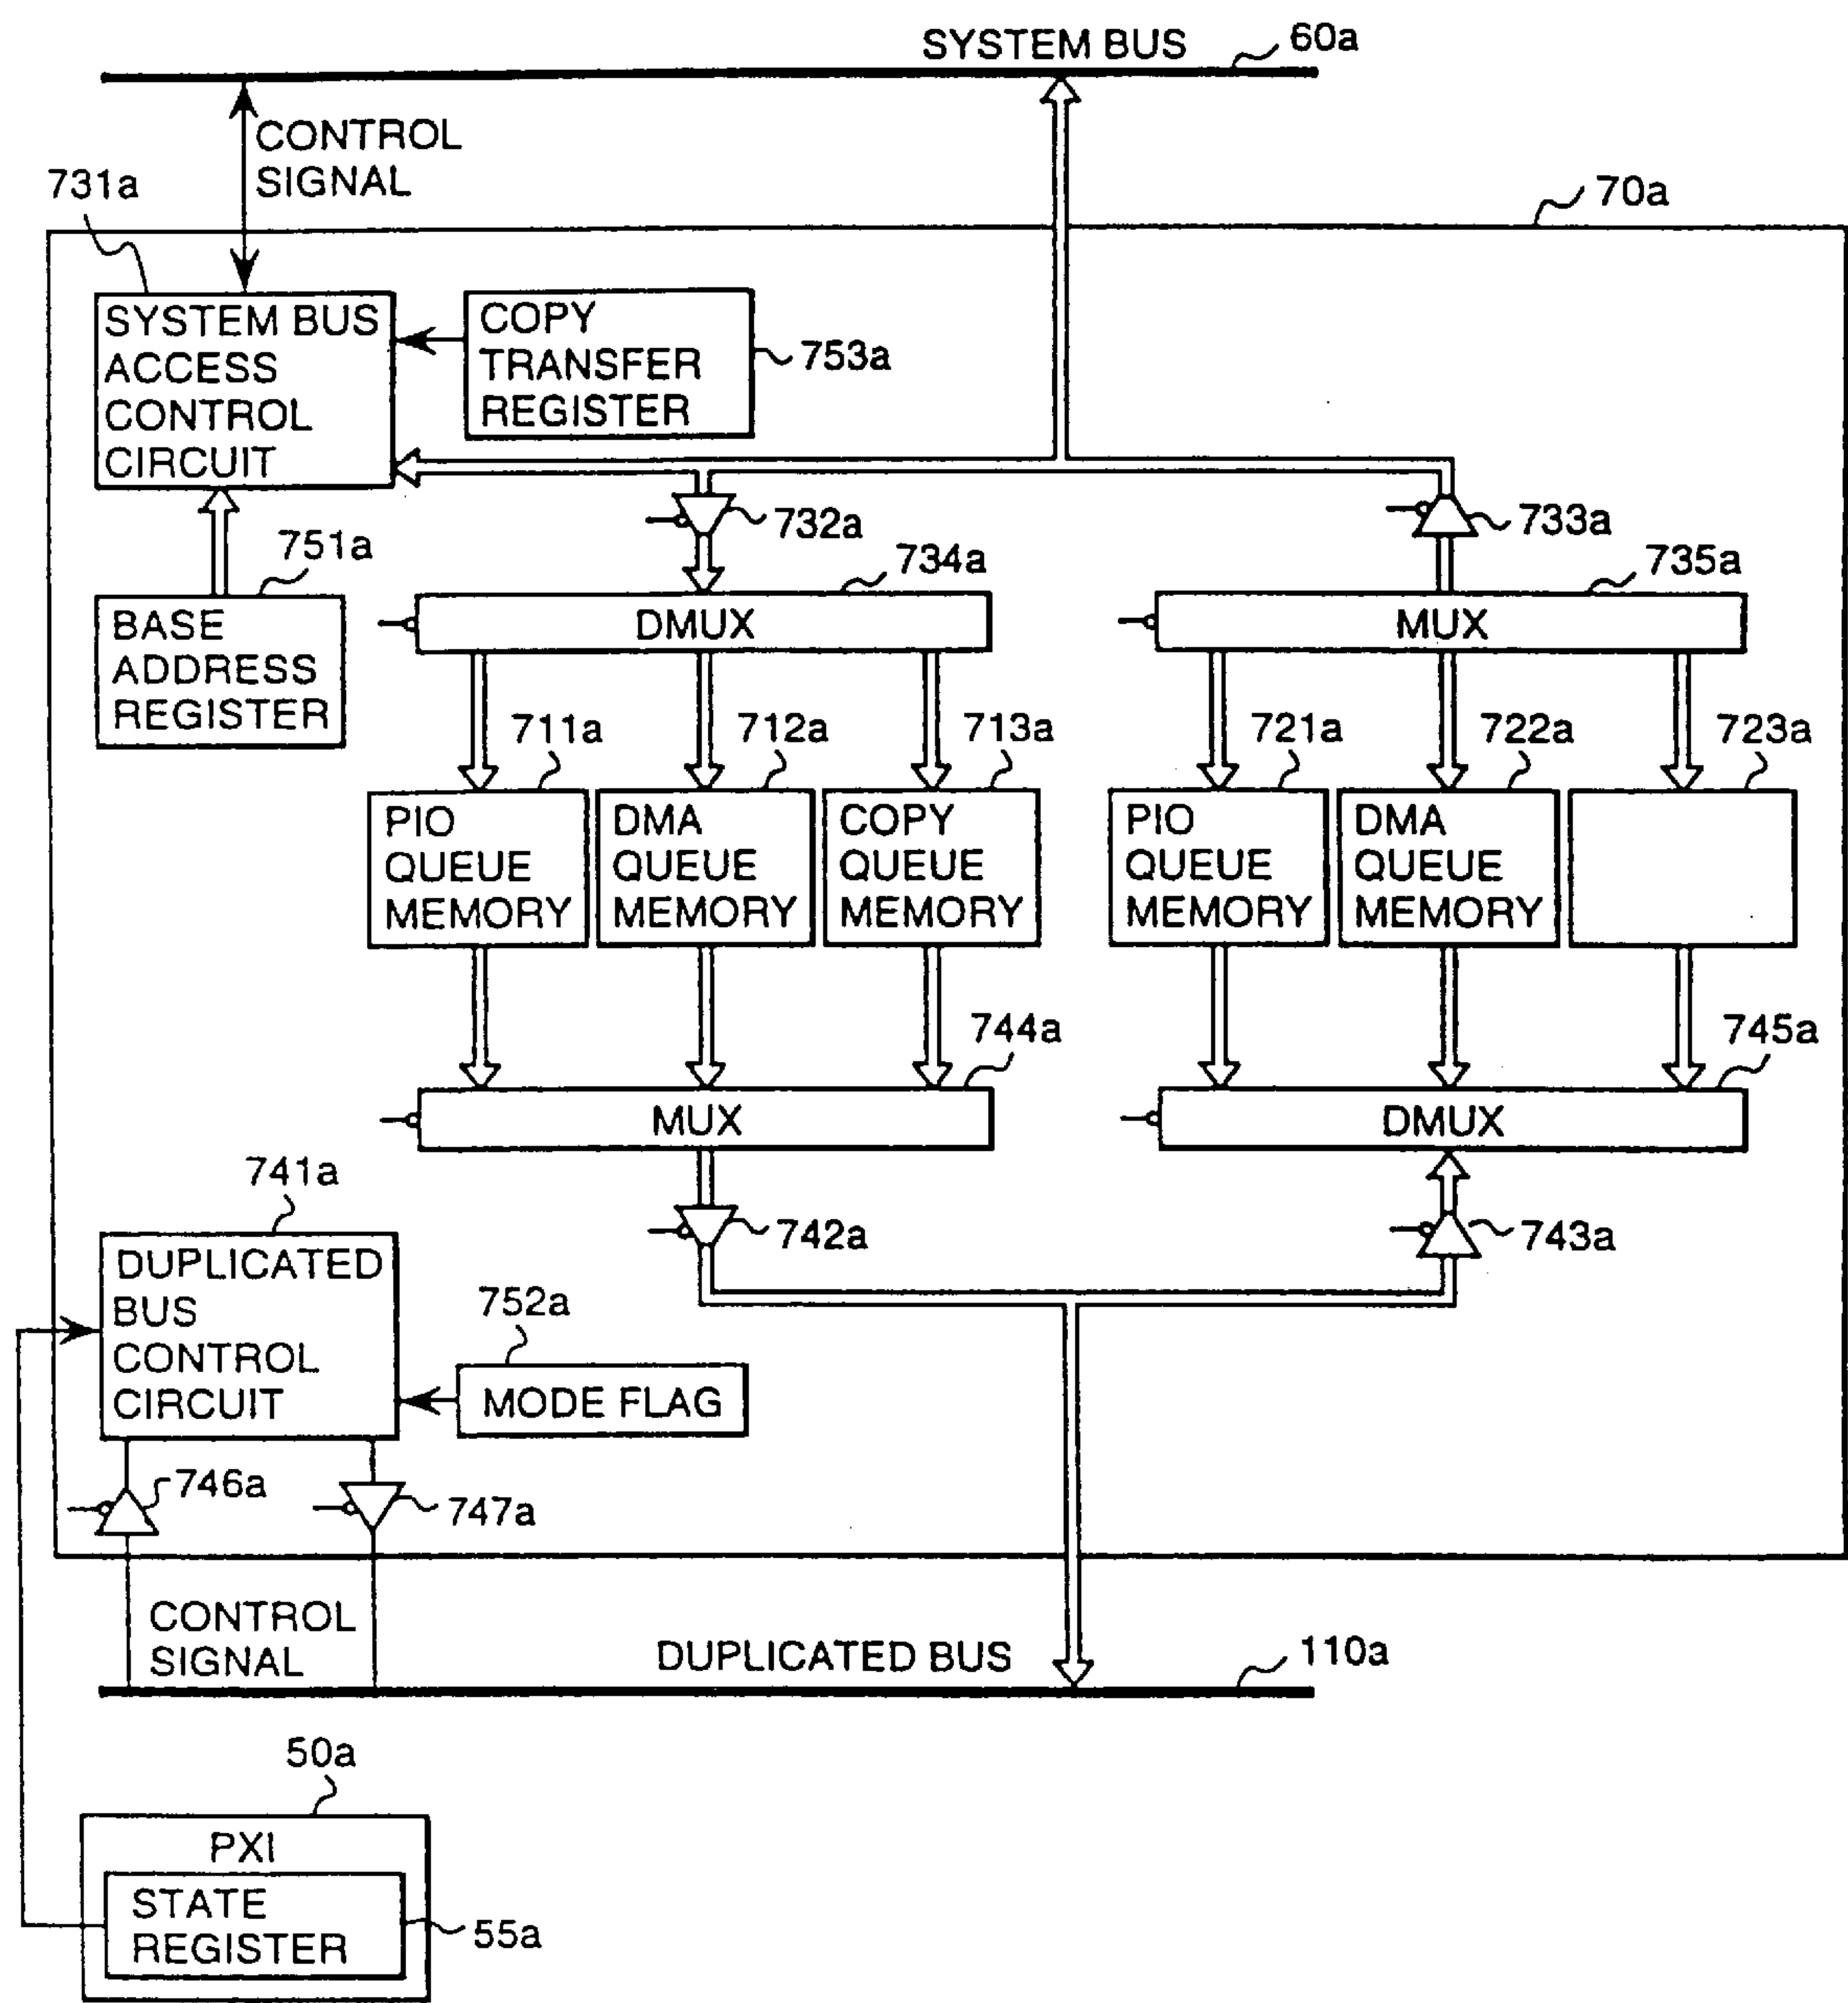 SYSTEM BUS
60a
CONTROL
SIGNAL
731a
70a
SYSTEM BUS
ACCESS
CONTROL
CIRCUIT
COPY
TRANSFER
REGISTER
753a
732a
733a
751a
734a
735a
BASE
ADDRESS
REGISTER
DMUX
MUX
711a
712a
713a
721a
722a
723a
PIO
QUEUE
MEMORY
DMA
QUEUE
MEMORY
COPY
QUEUE
MEMORY
PIO
QUEUE
MEMORY
DMA
QUEUE
MEMORY
744a
745a
MUX
DMUX
741a
742a
743a
DUPLICATED
BUS
CONTROL
CIRCUIT
752a
MODE FLAG
746a
747a
CONTROL
SIGNAL
DUPLICATED BUS
110a
50a
PXI
STATE
REGISTER
55a